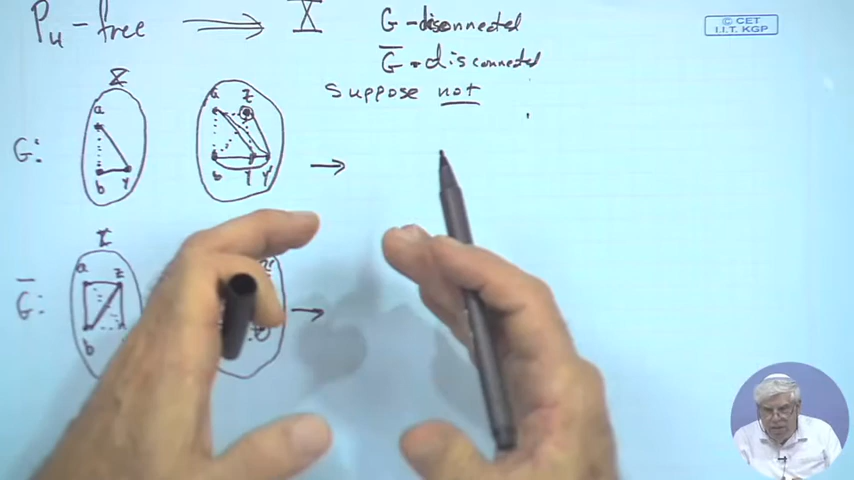 P4-free ⟹ X G-disconnected
G̅-disconnected
© CET
I.I.T. KGP
Suppose not
X
a
a z
G:
b y
b y y'
→
X
a z
G̅:
b
→